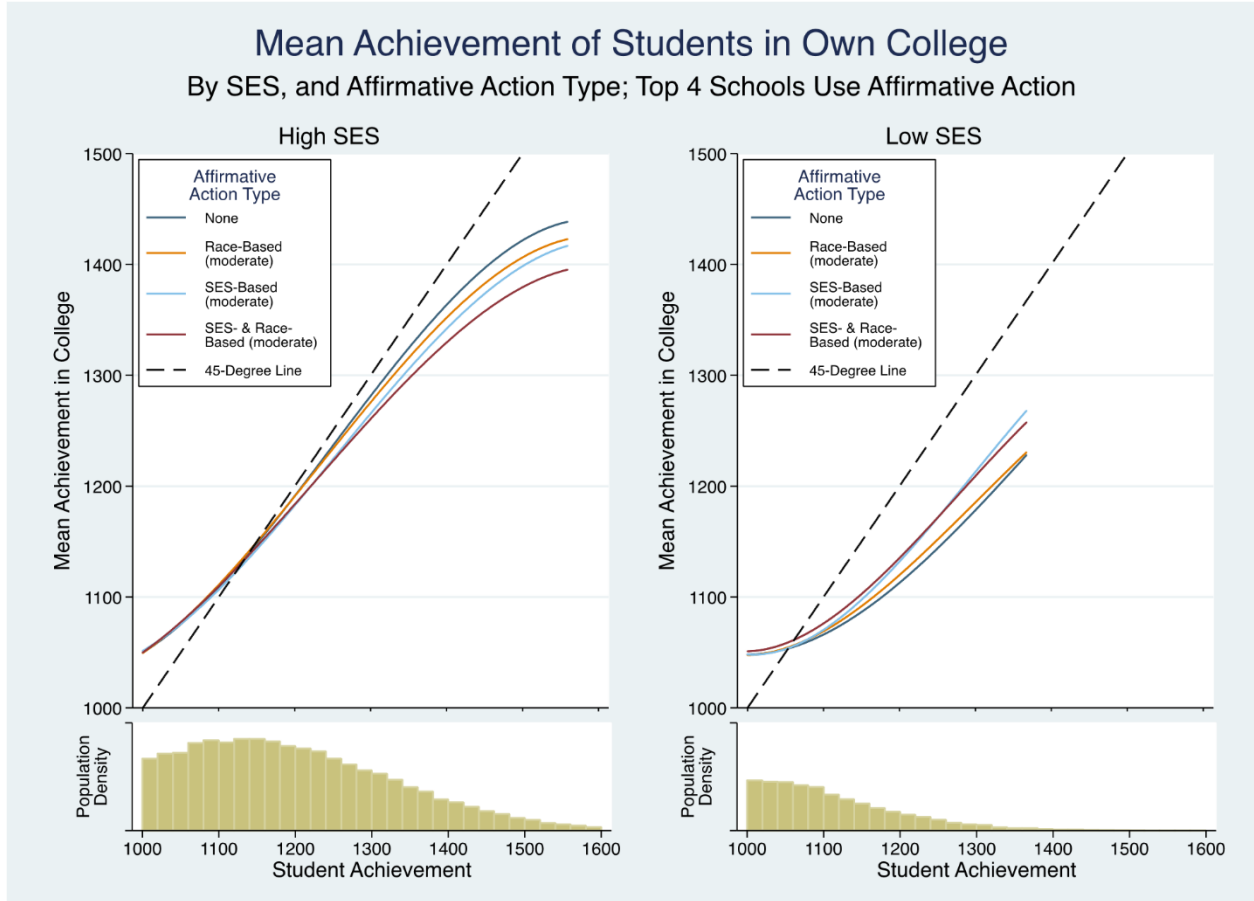 Mean Achievement of Students in Own College
By SES, and Affirmative Action Type; Top 4 Schools Use Affirmative Action
High SES
1500
1400
1300
1200
1100
1000
Mean Achievement in College
Affirmative
Action Type
None
Race-Based
(moderate)
SES-Based
(moderate)
SES- & Race-
Based (moderate)
45-Degree Line
Population
Density
1000 1100 1200 1300 1400 1500 1600
Student Achievement
Low SES
1500
1400
1300
1200
1100
1000
Mean Achievement in College
Affirmative
Action Type
None
Race-Based
(moderate)
SES-Based
(moderate)
SES- & Race-
Based (moderate)
45-Degree Line
Population
Density
1000 1100 1200 1300 1400 1500 1600
Student Achievement